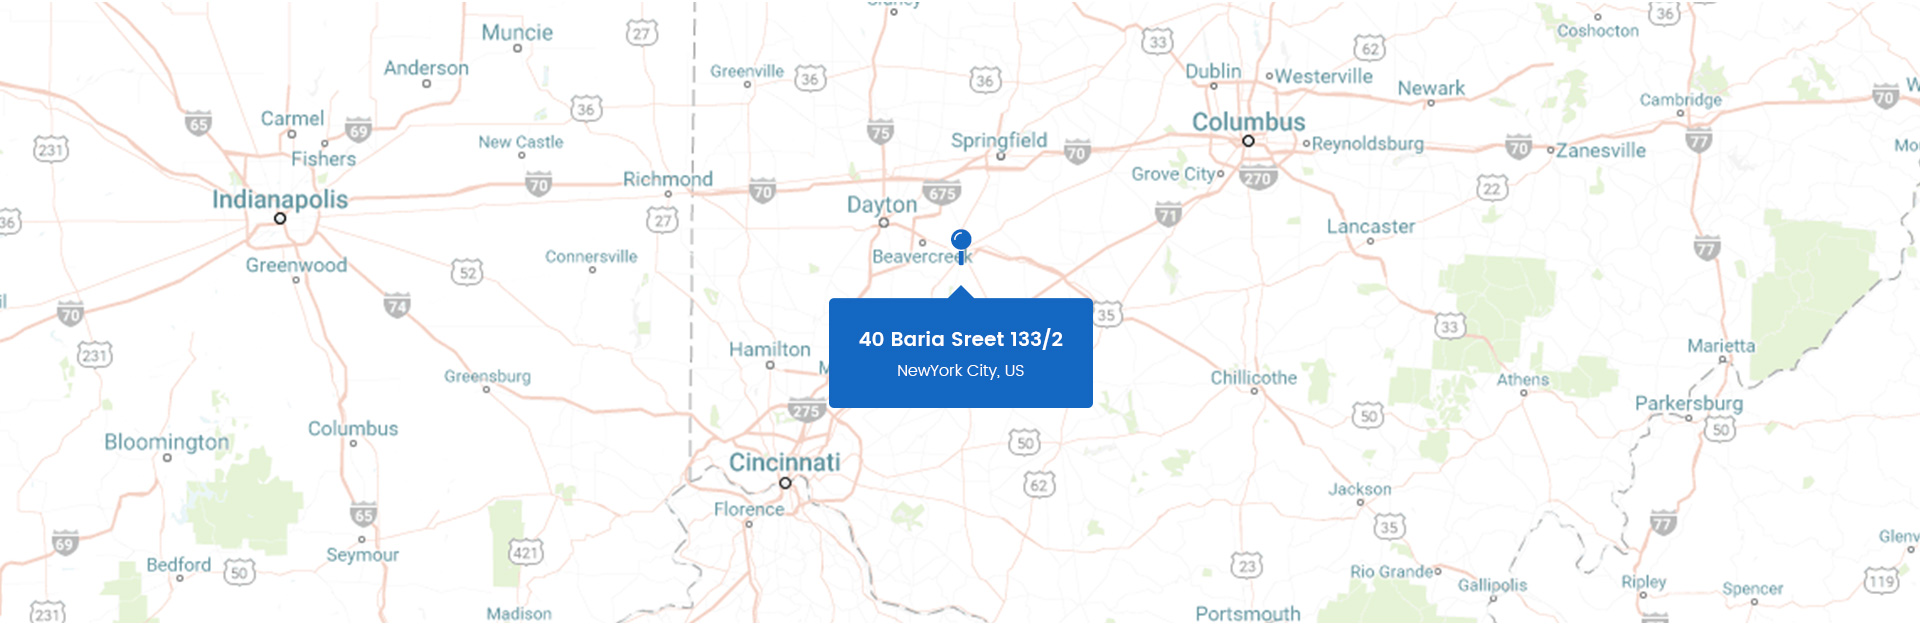 Sidney
Muncie
27
33
62
36
Coshocton
Anderson
Greenville
36
36
Dublin
Westerville
Newark
Cambridge
70
W
36
65
Carmel
69
Fishers
New Castle
75
Springfield
70
Columbus
Reynoldsburg
70
Zanesville
77
Mo
231
Indianapolis
70
Richmond
70
675
Dayton
Grove City
270
22
71
Lancaster
77
36
27
Greenwood
52
Connersville
Beavercreek
il
70
74
35
33
231
Hamilton
M
40 Baria Sreet 133/2
NewYork City, US
Marietta
Greensburg
Chillicothe
Athens
275
50
Parkersburg
50
Bloomington
Columbus
50
Cincinnati
62
Jackson
Florence
65
35
77
69
Seymour
421
Glenv
Bedford
50
23
Rio Grande
Gallipolis
Ripley
Spencer
119
231
Madison
Portsmouth
77